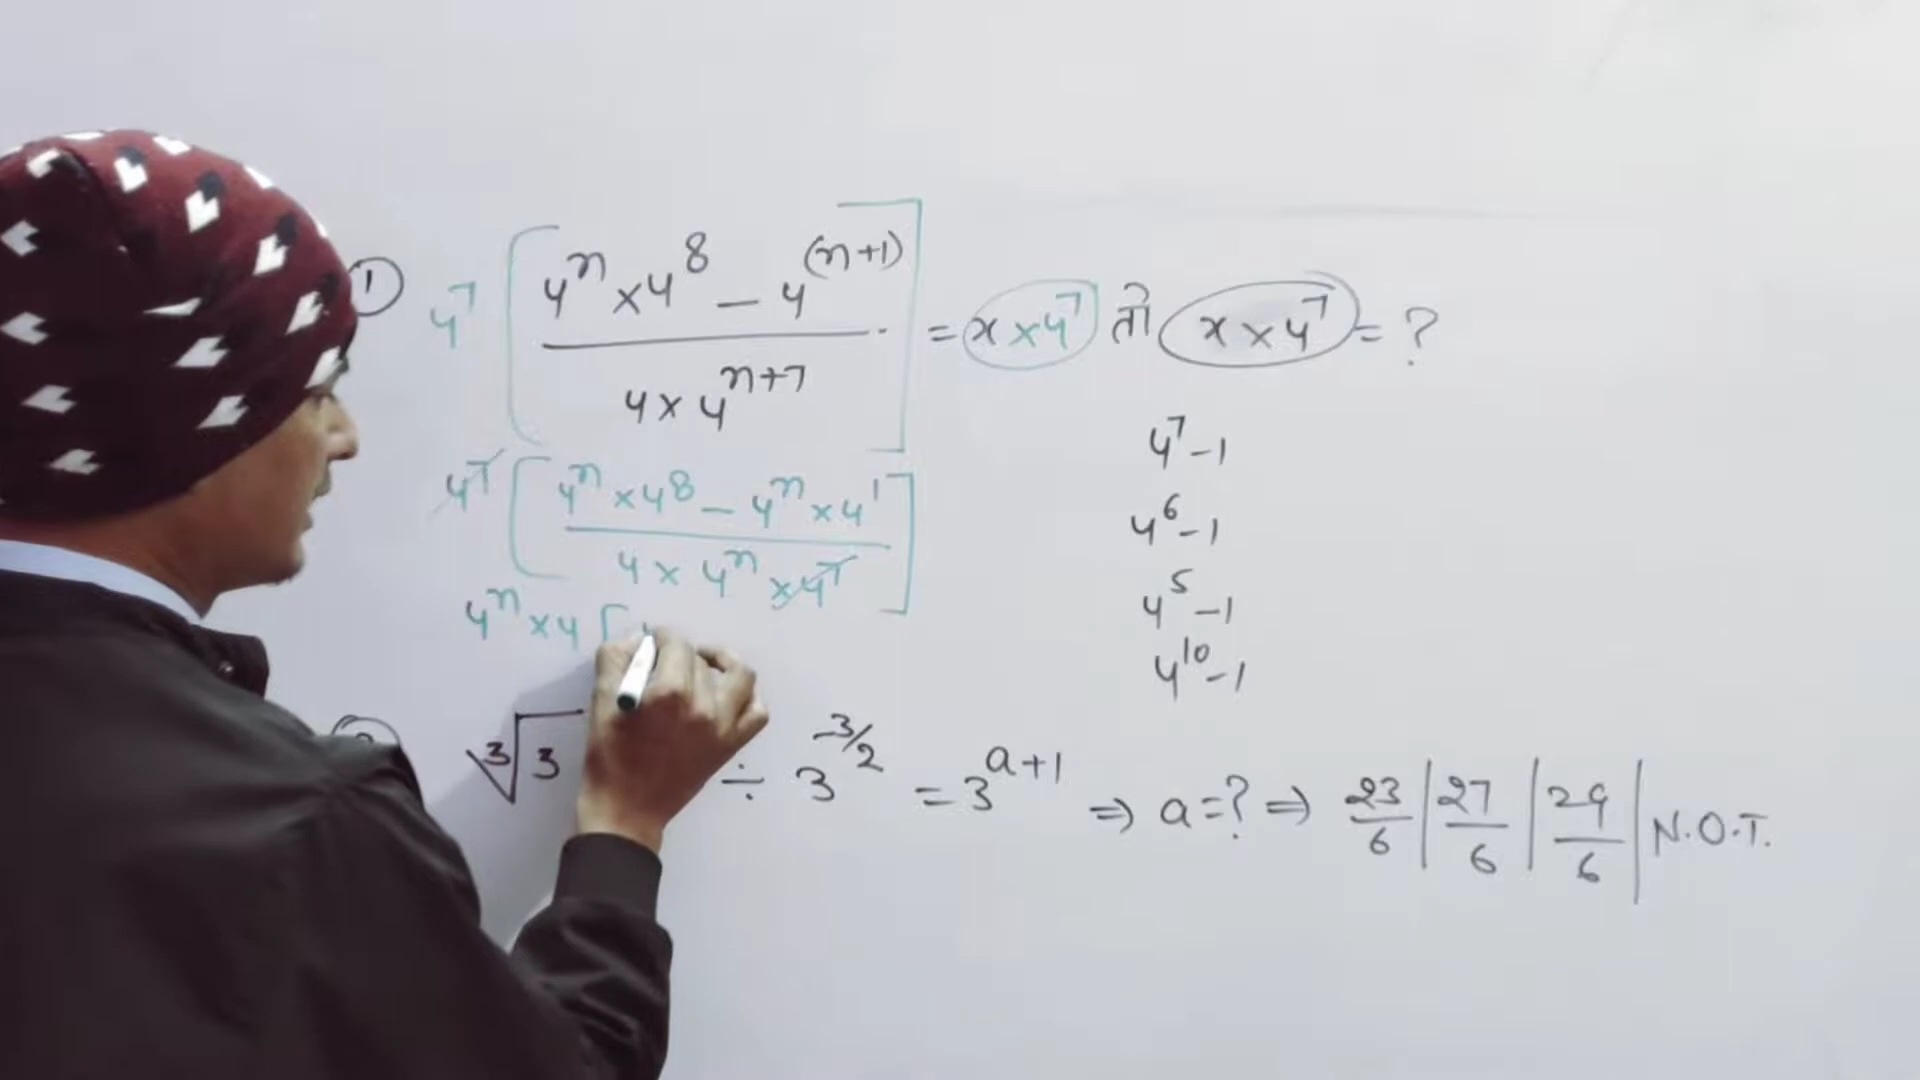 ① 4⁷ [ (4ⁿ × 4⁸ − 4⁽ⁿ⁺¹⁾) / (4 × 4ⁿ⁺⁷) ] = x × 4⁷ तो x × 4⁷ = ?
4⁷ [ (4ⁿ × 4⁸ − 4ⁿ × 4¹) / (4 × 4ⁿ × 4⁷) ]
4ⁿ × 4 [
4⁷ − 1
4⁶ − 1
4⁵ − 1
4¹⁰ − 1
∛3 ÷ 3^(-3/2) = 3^(a+1) ⇒ a = ? ⇒ 23/6 | 27/6 | 29/6 | N.O.T.